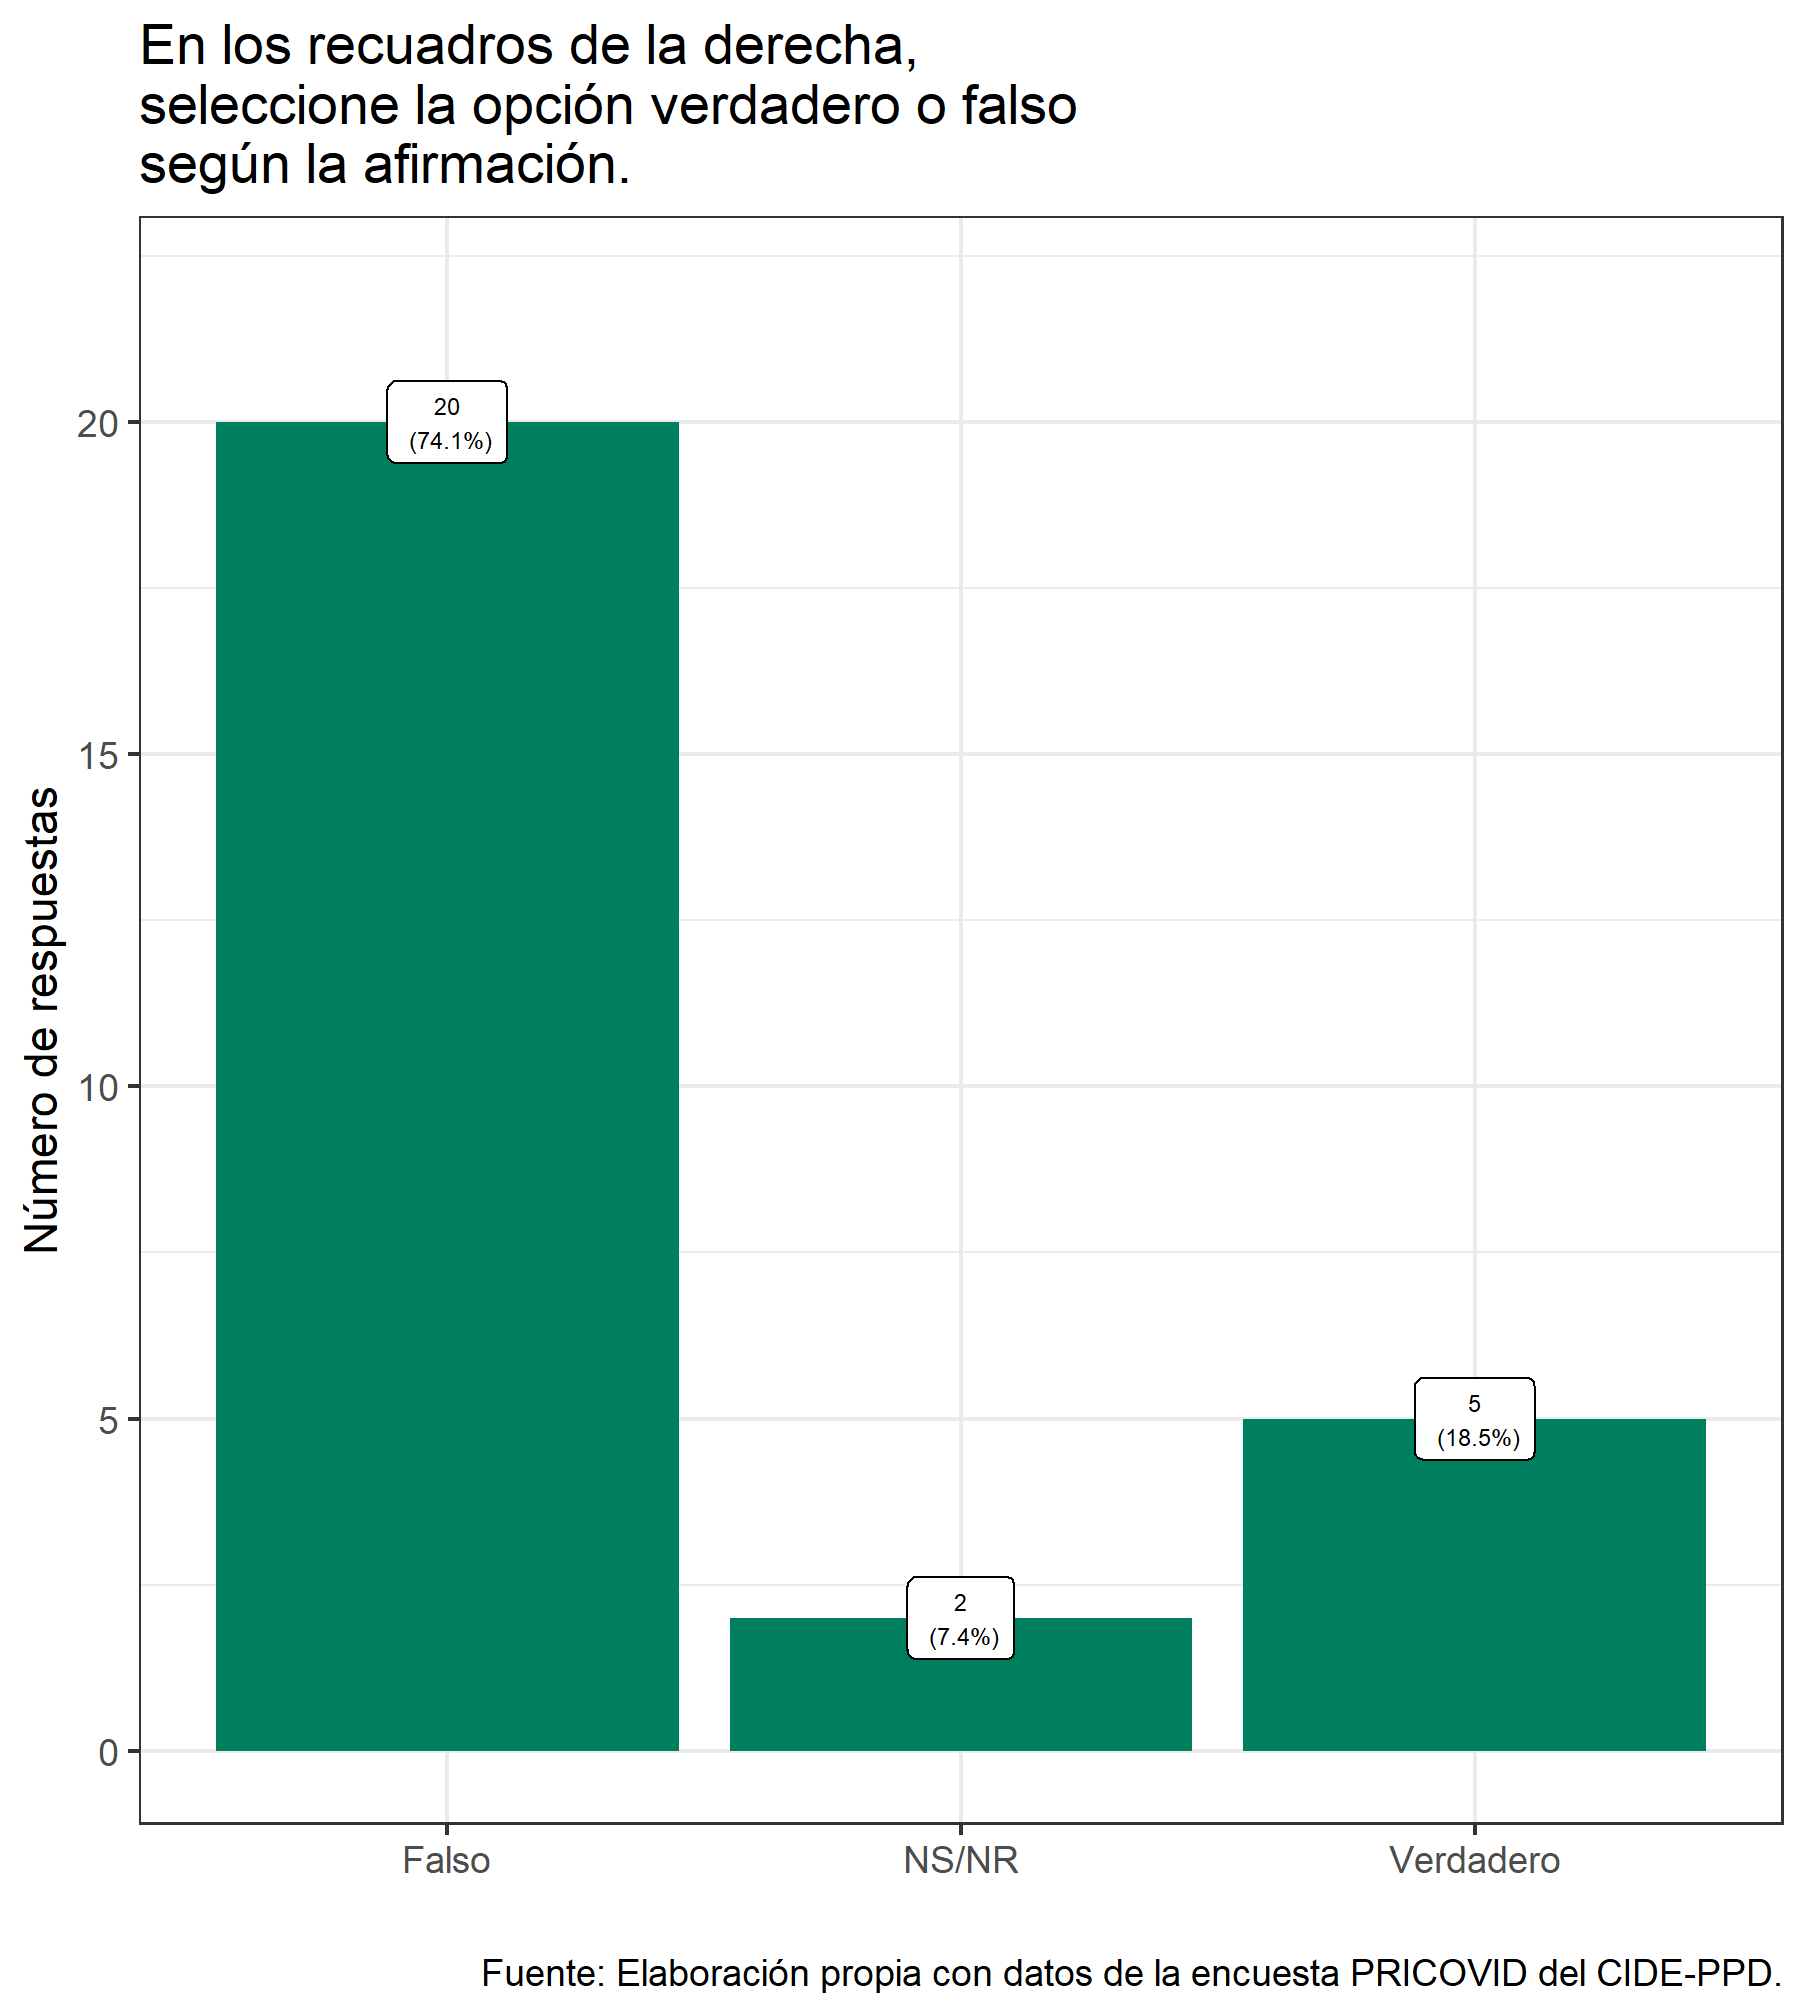 En los recuadros de la derecha,
seleccione la opción verdadero o falso
según la afirmación.
Número de respuestas
20
15
10
5
0
20
(74.1%)
2
(7.4%)
5
(18.5%)
Falso
NS/NR
Verdadero
Fuente: Elaboración propia con datos de la encuesta PRICOVID del CIDE-PPD.